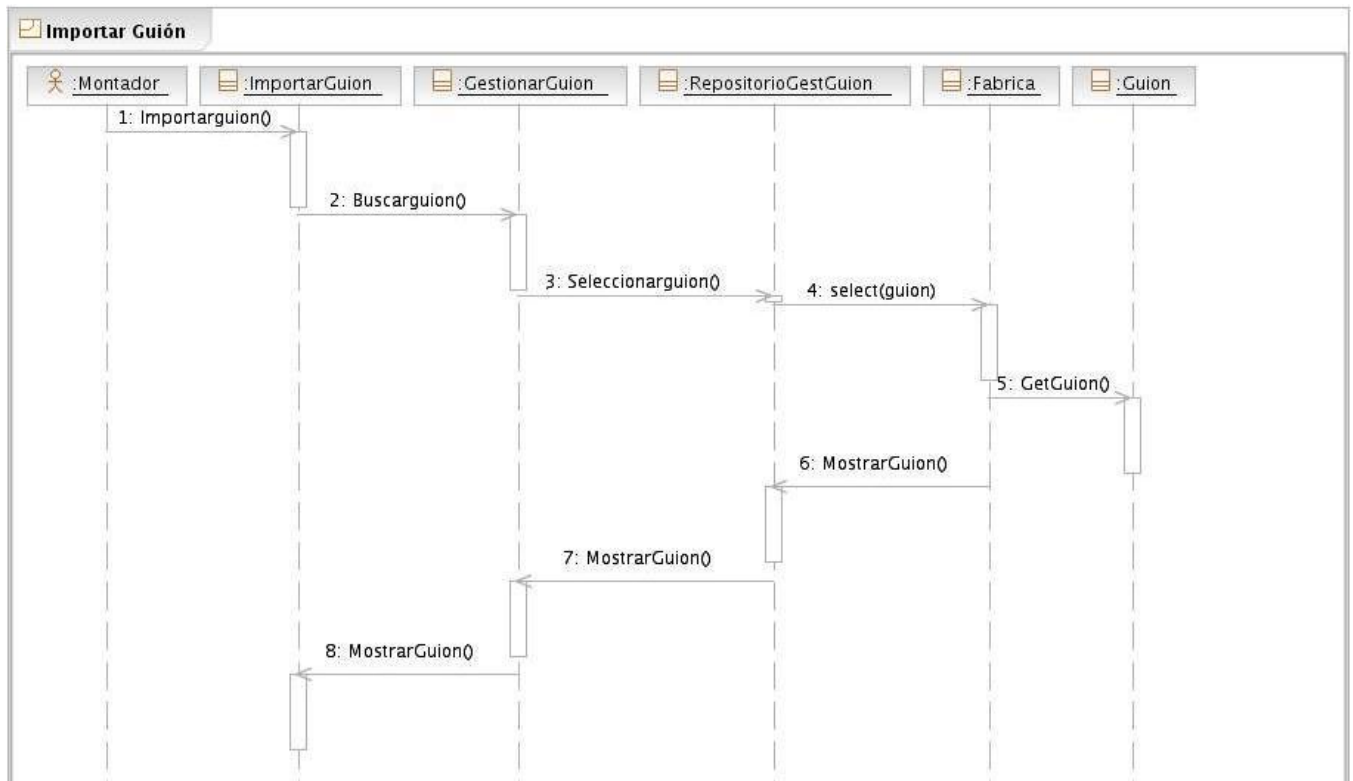 Importar Guión
:Montador
:ImportarGuion
:GestionarGuion
:RepositorioGestGuion
:Fabrica
:Guion
1: Importarguion()
2: Buscarguion()
3: Seleccionarguion()
4: select(guion)
5: GetGuion()
6: MostrarGuion()
7: MostrarGuion()
8: MostrarGuion()